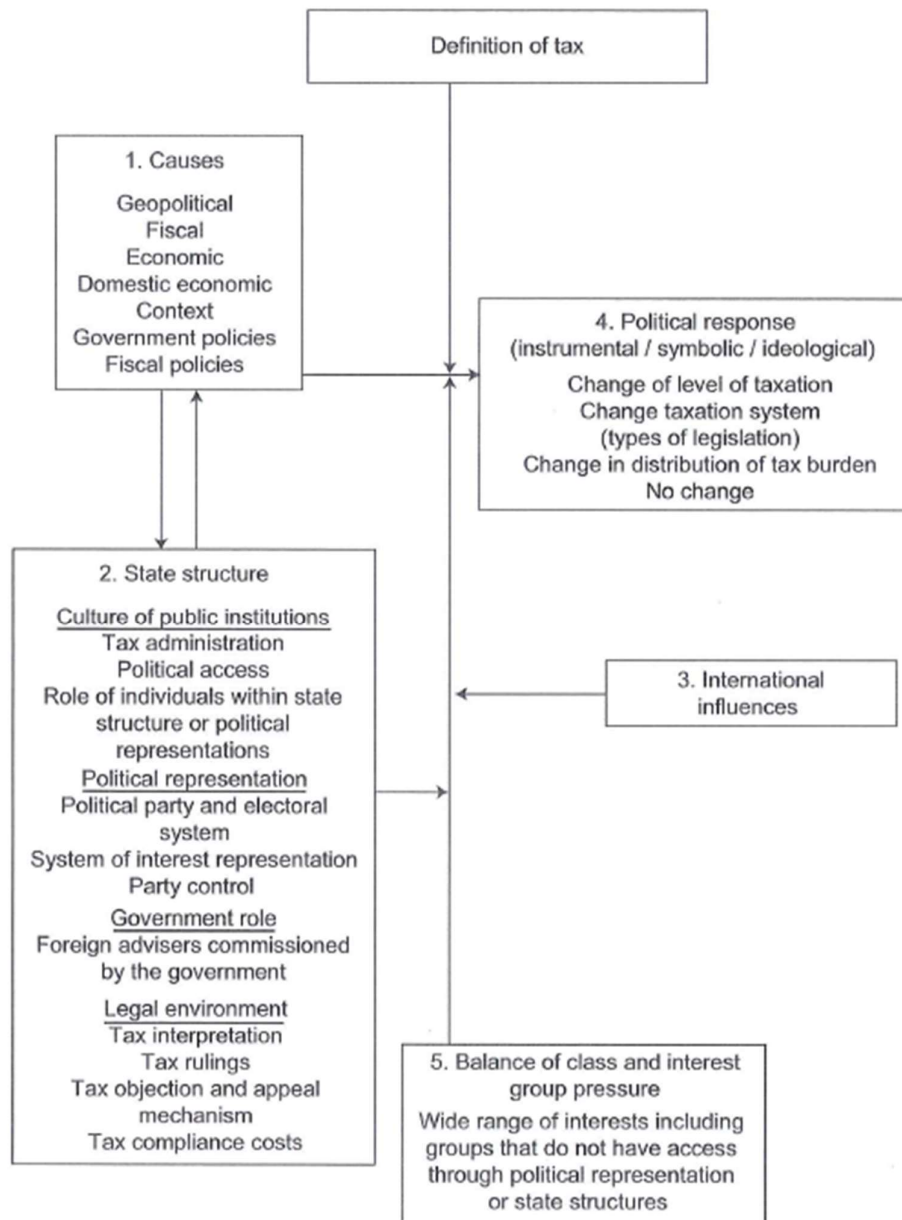 Definition of tax
1. Causes
Geopolitical
Fiscal
Economic
Domestic economic
Context
Government policies
Fiscal policies
4. Political response
(instrumental / symbolic / ideological)
Change of level of taxation
Change taxation system
(types of legislation)
Change in distribution of tax burden
No change
2. State structure
Culture of public institutions
Tax administration
Political access
Role of individuals within state
structure or political
representations
Political representation
Political party and electoral
system
System of interest representation
Party control
Government role
Foreign advisers commissioned
by the government
Legal environment
Tax interpretation
Tax rulings
Tax objection and appeal
mechanism
Tax compliance costs
3. International
influences
5. Balance of class and interest
group pressure
Wide range of interests including
groups that do not have access
through political representation
or state structures